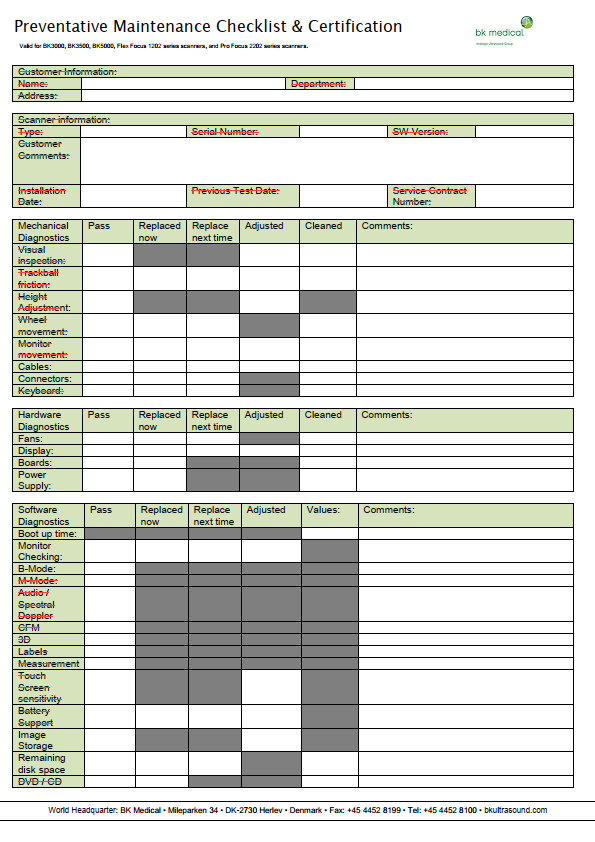 Preventative Maintenance Checklist & Certification
bk medical
Analogic Ultrasound Group
Valid for BK3000, BK3500, BK5000, Flex Focus 1202 series scanners, and Pro Focus 2202 series scanners.
Customer Information:
Name: Department:
Address:
Scanner information:
Type: Serial Number: SW Version:
Customer
Comments:
Installation Previous Test Date: Service Contract
Date: Number:
Mechanical Pass Replaced Replace Adjusted Cleaned Comments:
Diagnostics now next time
Visual
inspection:
Trackball
friction:
Height
Adjustment:
Wheel
movement:
Monitor
movement:
Cables:
Connectors:
Keyboard:
Hardware Pass Replaced Replace Adjusted Cleaned Comments:
Diagnostics now next time
Fans:
Display:
Boards:
Power
Supply:
Software Pass Replaced Replace Adjusted Values: Comments:
Diagnostics now next time
Boot up time:
Monitor
Checking:
B-Mode:
M-Mode:
Audio /
Spectral
Doppler
CFM
3D
Labels
Measurement
Touch
Screen
sensitivity
Battery
Support
Image
Storage
Remaining
disk space
DVD / CD
World Headquarter: BK Medical • Mileparken 34 • DK-2730 Herlev • Denmark • Fax: +45 4452 8199 • Tel: +45 4452 8100 • bkultrasound.com